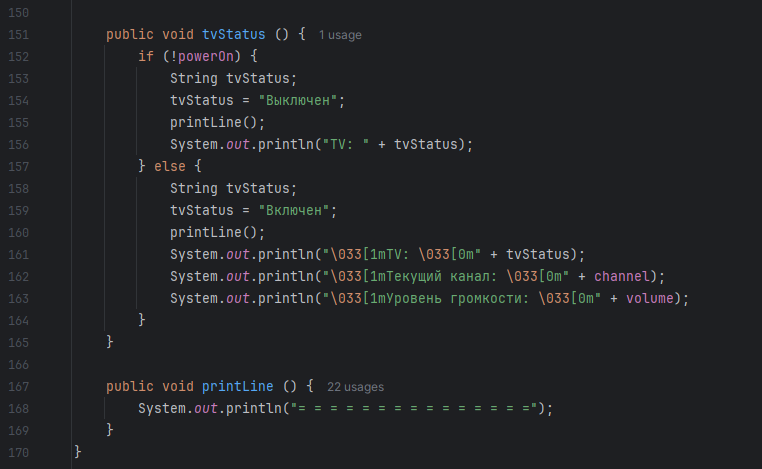 150
151 public void tvStatus () { 1 usage
152 if (!powerOn) {
153 String tvStatus;
154 tvStatus = "Выключен";
155 printLine();
156 System.out.println("TV: " + tvStatus);
157 } else {
158 String tvStatus;
159 tvStatus = "Включен";
160 printLine();
161 System.out.println("\033[1mTV: \033[0m" + tvStatus);
162 System.out.println("\033[1mТекущий канал: \033[0m" + channel);
163 System.out.println("\033[1mУровень громкости: \033[0m" + volume);
164 }
165 }
166
167 public void printLine () { 22 usages
168 System.out.println("= = = = = = = = = = = = = = =");
169 }
170 }